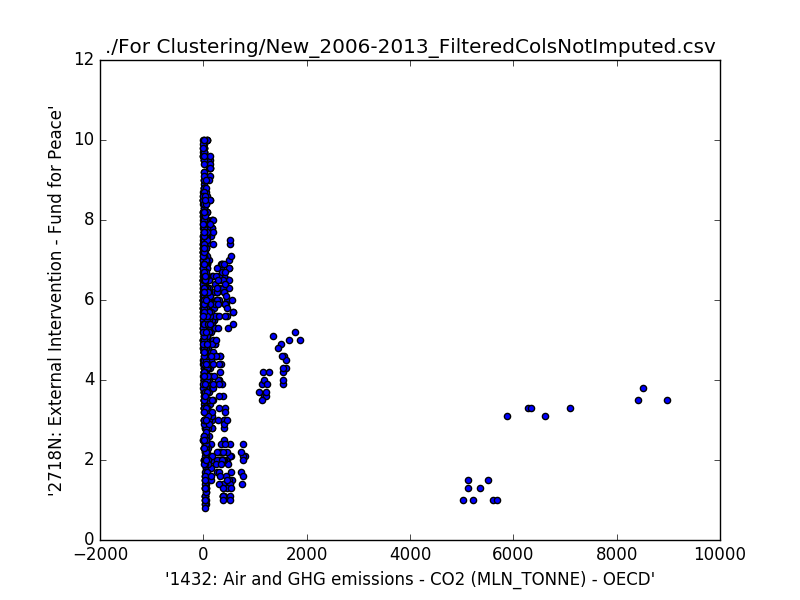 ./For Clustering/New_2006-2013_FilteredColsNotImputed.csv
12
10
8
6
4
2
0
'2718N: External Intervention - Fund for Peace'
−2000 0 2000 4000 6000 8000 10000
'1432: Air and GHG emissions - CO2 (MLN_TONNE) - OECD'